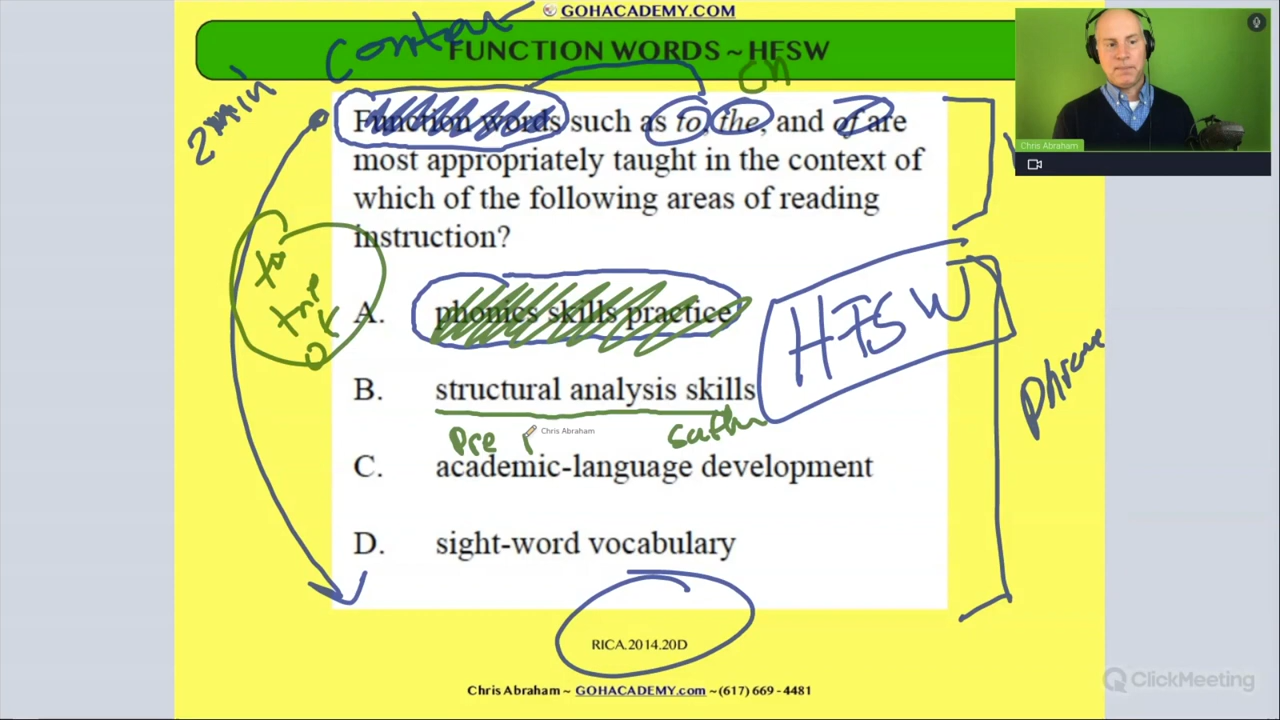 GOHACADEMY.COM
FUNCTION WORDS ~ HFSW
2 min
Function words such as to, the, and of are
most appropriately taught in the context of
which of the following areas of reading
instruction?
A. phonics skills practice
HFSW
B. structural analysis skills
Phrame
Pre
C. academic-language development
D. sight-word vocabulary
RICA.2014.20D
Chris Abraham ~ GOHACADEMY.com ~ (617) 669 - 4481
Chris Abraham
Chris Abraham
ClickMeeting